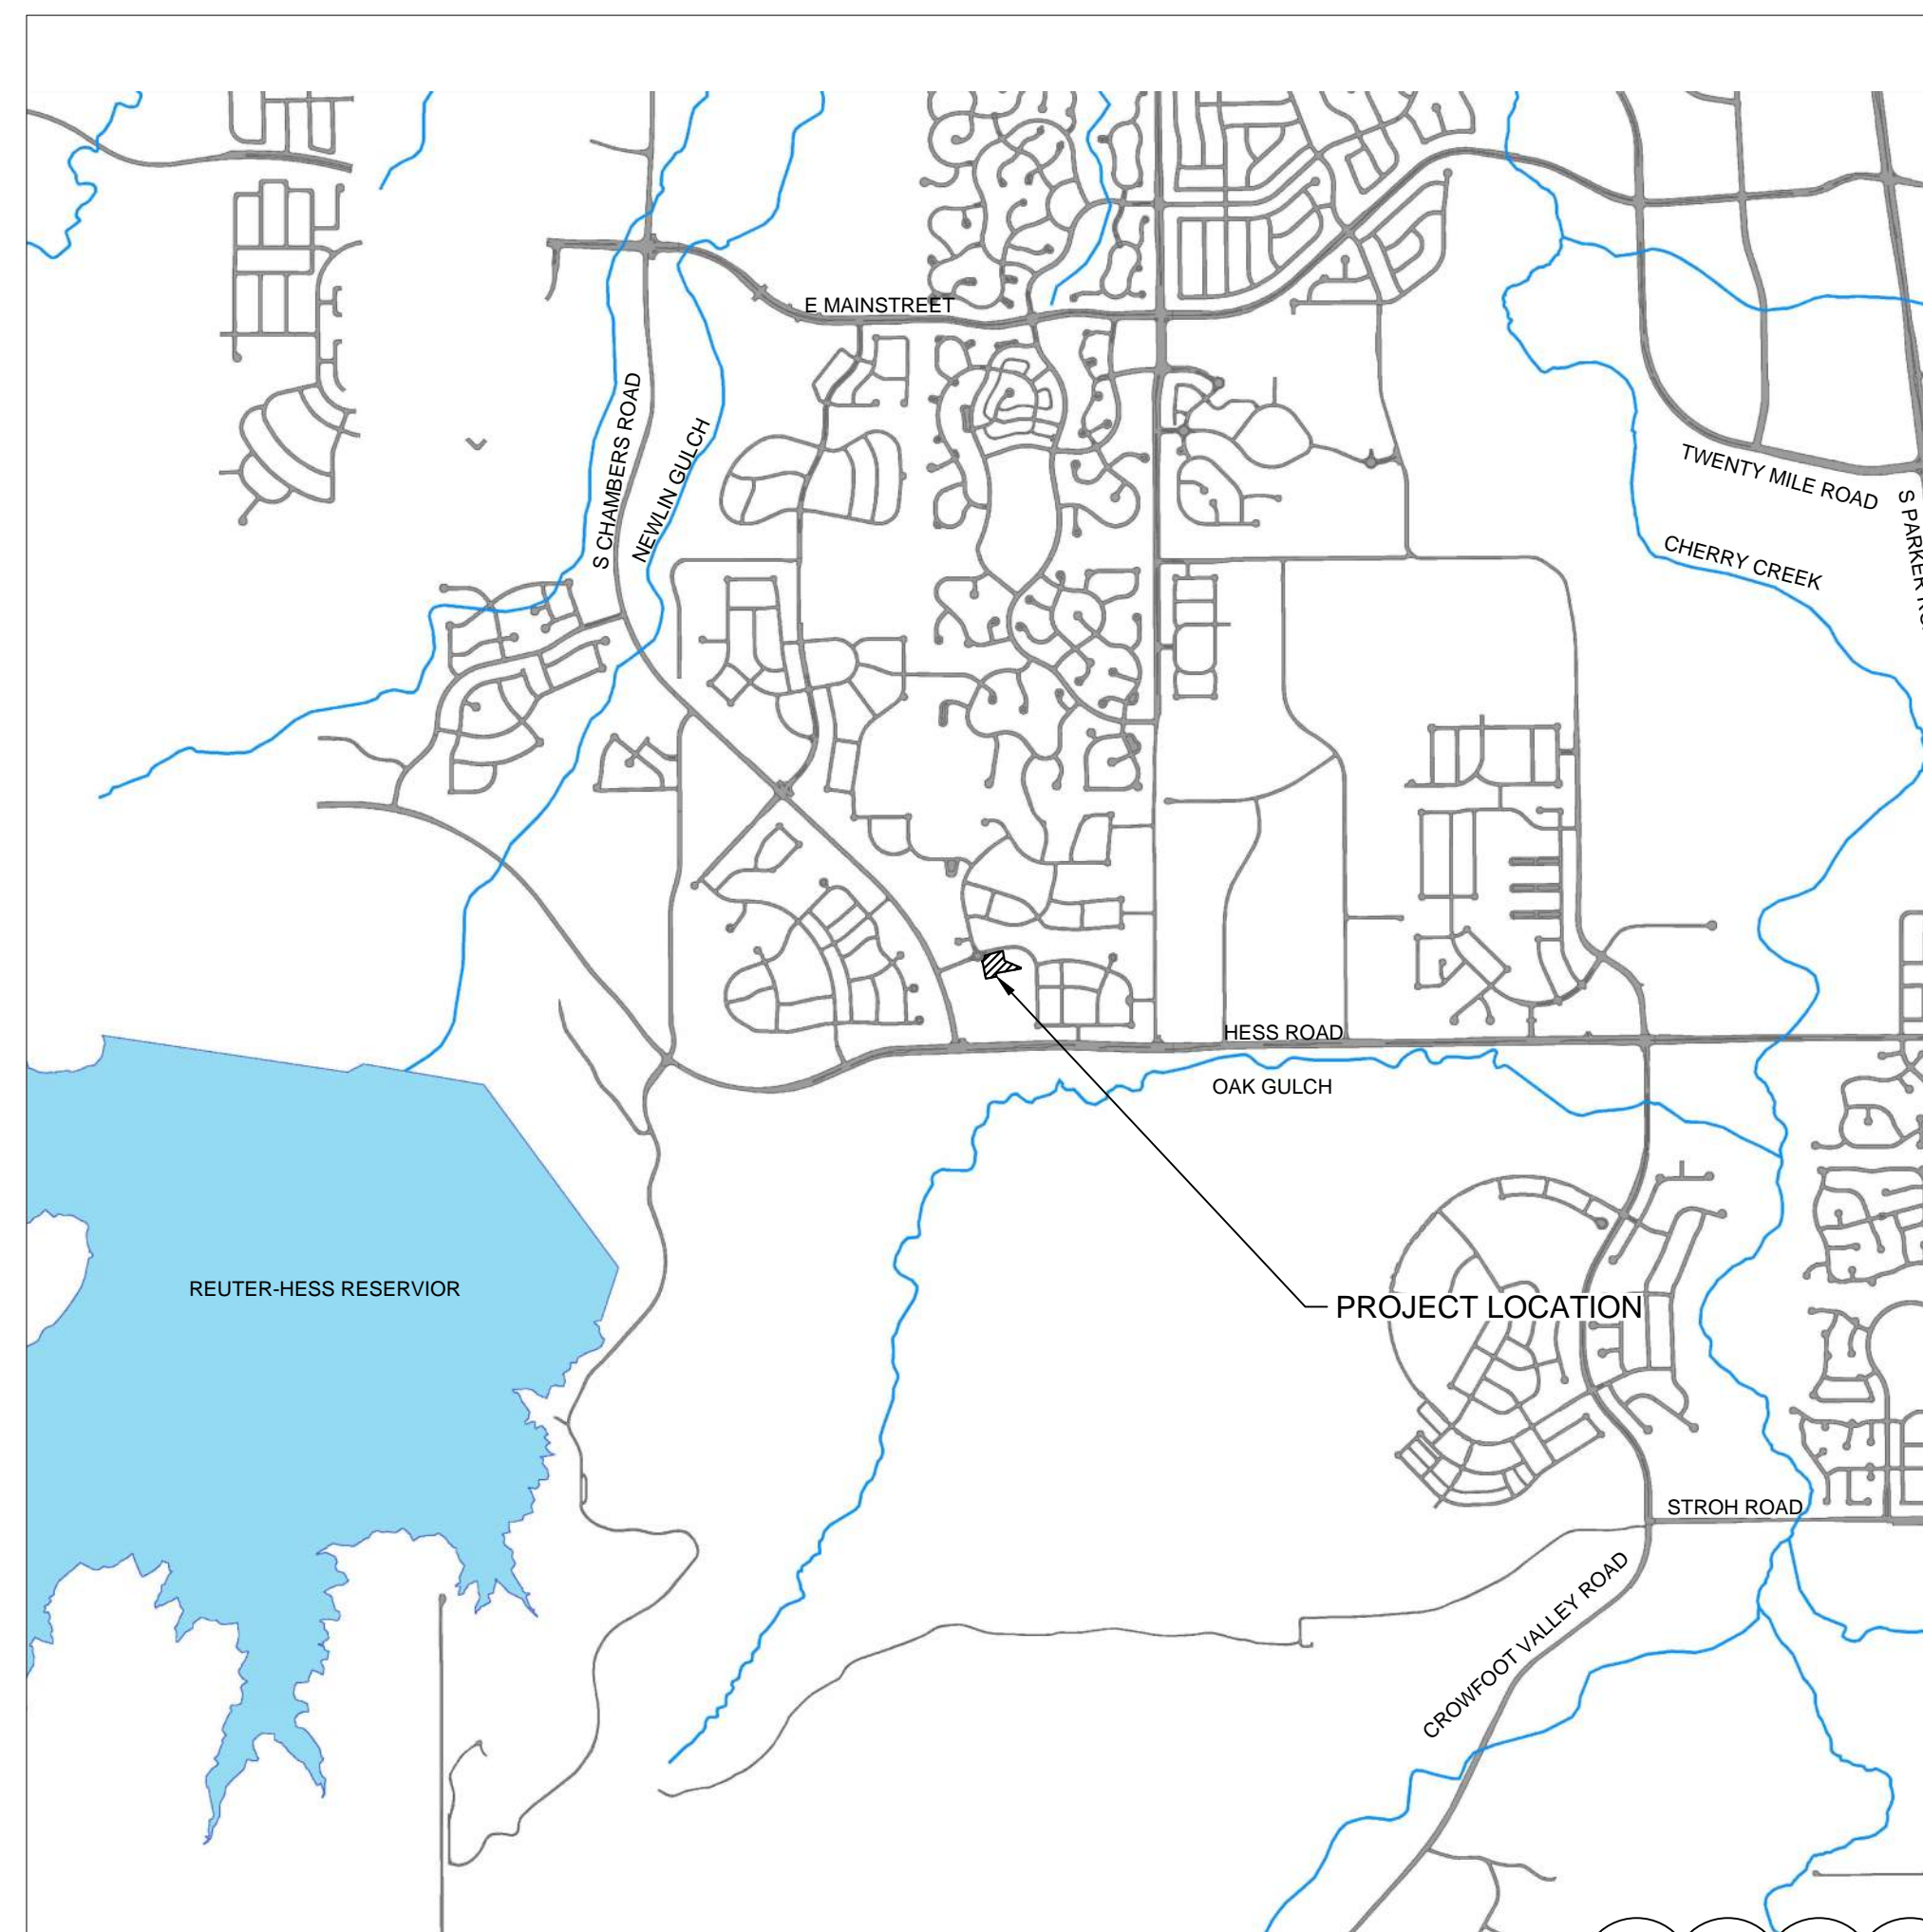 E MAINSTREET
S CHAMBERS ROAD
NEWLIN GULCH
TWENTY MILE ROAD
S PARKER
CHERRY CREEK
HESS ROAD
OAK GULCH
REUTER-HESS RESERVIOR
PROJECT LOCATION
STROH ROAD
CROWFOOT VALLEY ROAD